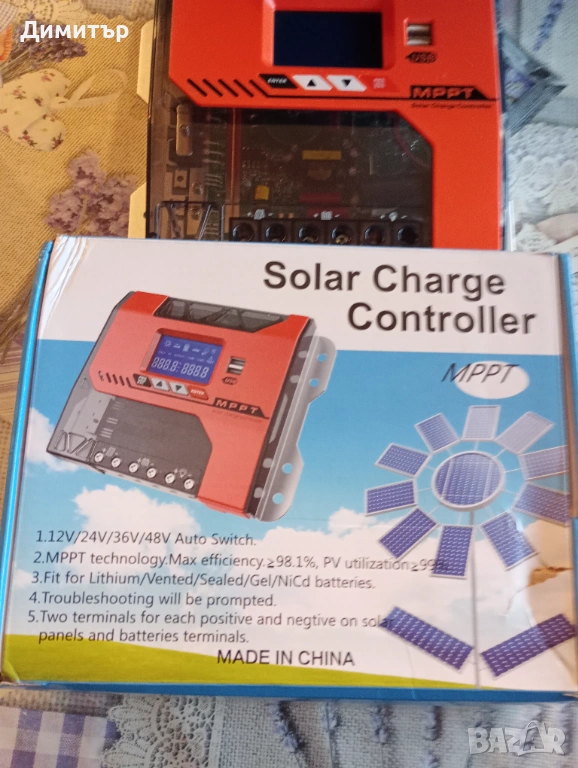 Димитър
USB
ENTER
MPPT
Solar Charge Controller
Solar Charge
Controller
MPPT
MPPT
1.12V/24V/36V/48V Auto Switch.
2.MPPT technology.Max efficiency≥98.1%, PV utilization≥99%.
3.Fit for Lithium/Vented/Sealed/Gel/NiCd batteries.
4.Troubleshooting will be prompted.
5.Two terminals for each positive and negtive on solar
panels and batteries terminals.
MADE IN CHINA
BAZAR